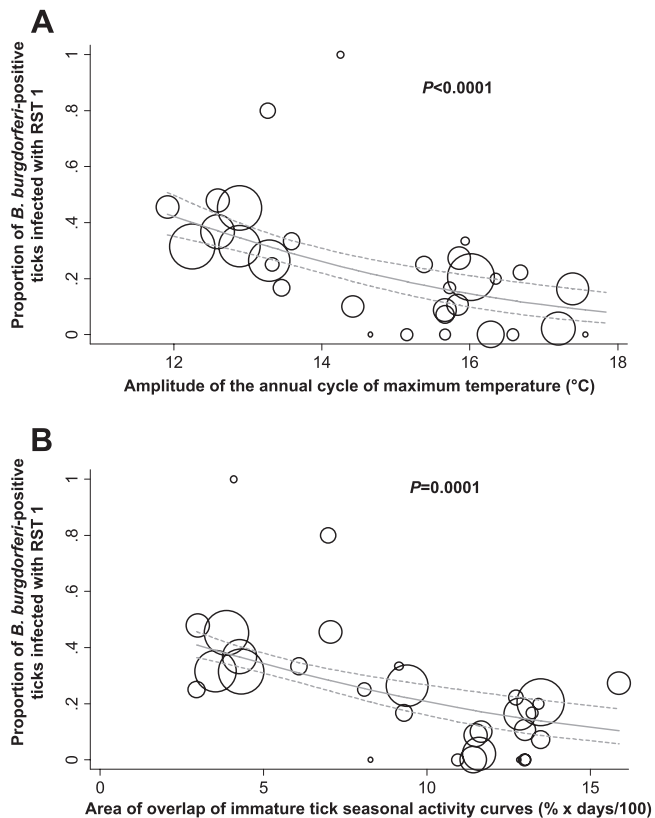 A
Proportion of B. burgdorferi-positive
ticks infected with RST 1
1
.8
.6
.4
.2
0
P<0.0001
12
14
16
18
Amplitude of the annual cycle of maximum temperature (°C)
B
Proportion of B. burgdorferi-positive
ticks infected with RST 1
1
.8
.6
.4
.2
0
P=0.0001
0
5
10
15
Area of overlap of immature tick seasonal activity curves (% x days/100)